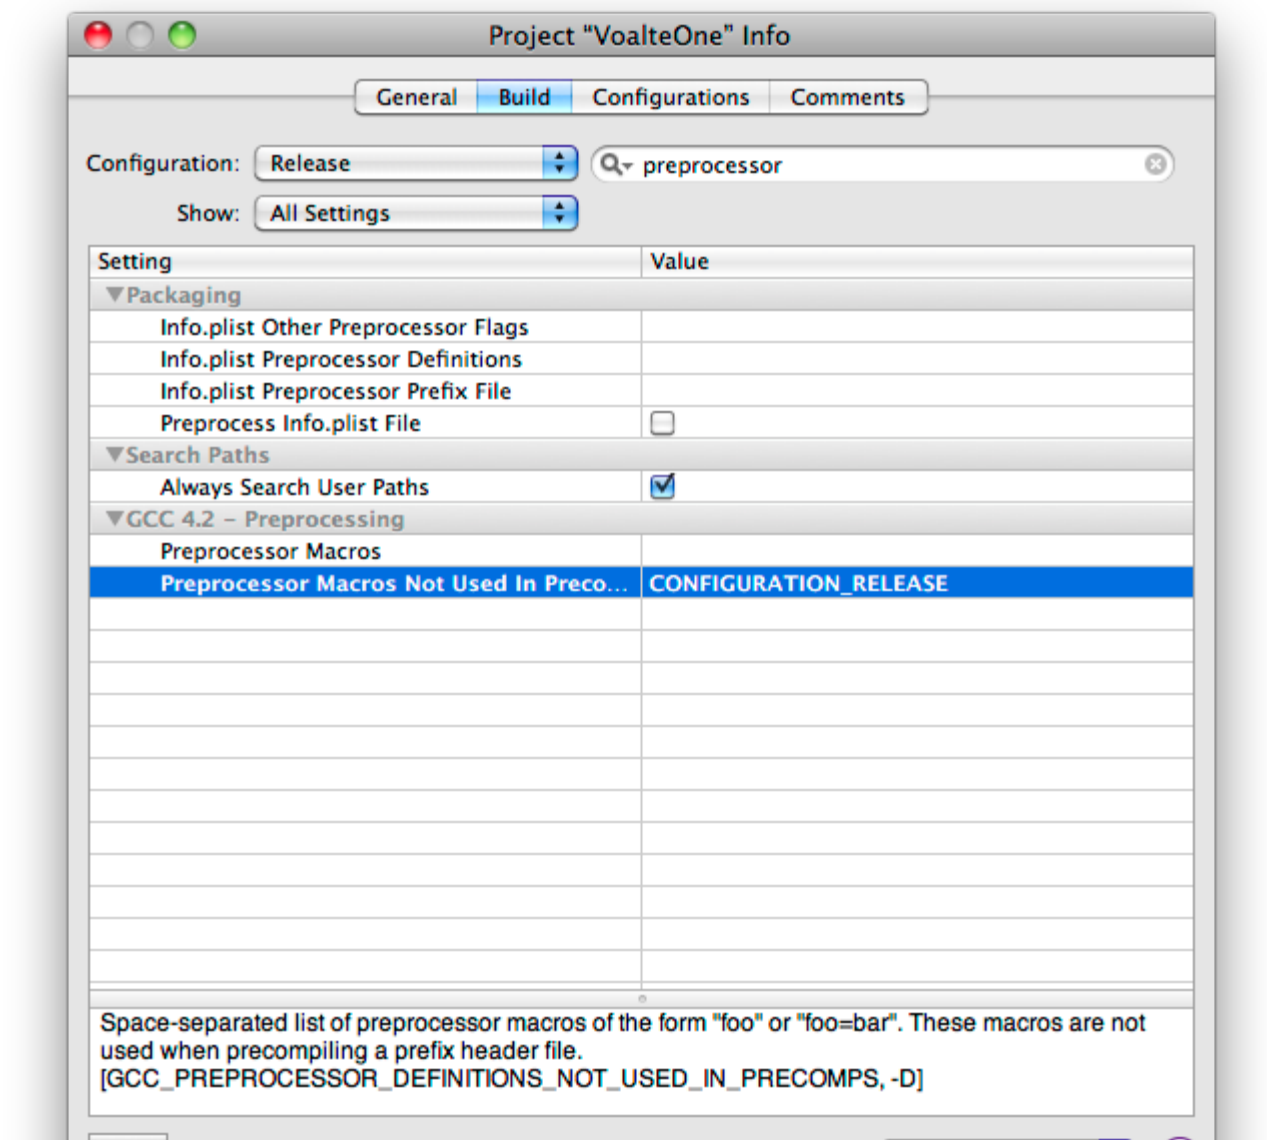 Project “VoalteOne” Info
General Build Configurations Comments
Configuration: Release preprocessor
Show: All Settings
Setting Value
Packaging
Info.plist Other Preprocessor Flags
Info.plist Preprocessor Definitions
Info.plist Preprocessor Prefix File
Preprocess Info.plist File
Search Paths
Always Search User Paths
GCC 4.2 – Preprocessing
Preprocessor Macros
Preprocessor Macros Not Used In Preco... CONFIGURATION_RELEASE
Space-separated list of preprocessor macros of the form "foo" or "foo=bar". These macros are not
used when precompiling a prefix header file.
[GCC_PREPROCESSOR_DEFINITIONS_NOT_USED_IN_PRECOMPS, -D]